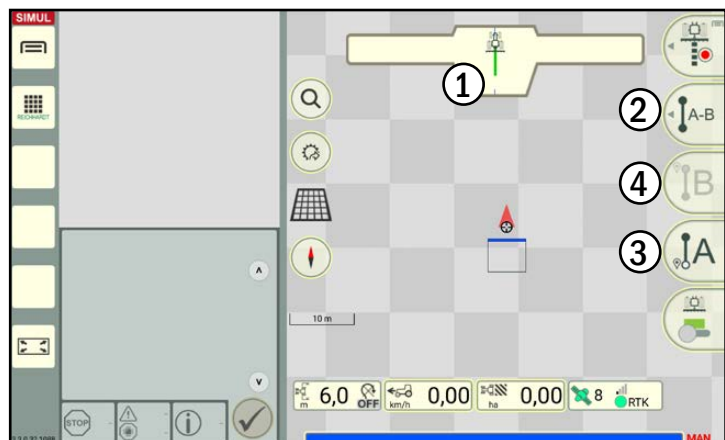 SIMUL
REICHHARDT
1
2
A-B
4
B
3
A
10 m
m
6,0
OFF
km/h
0,00
ha
0,00
8
RTK
STOP
MAN